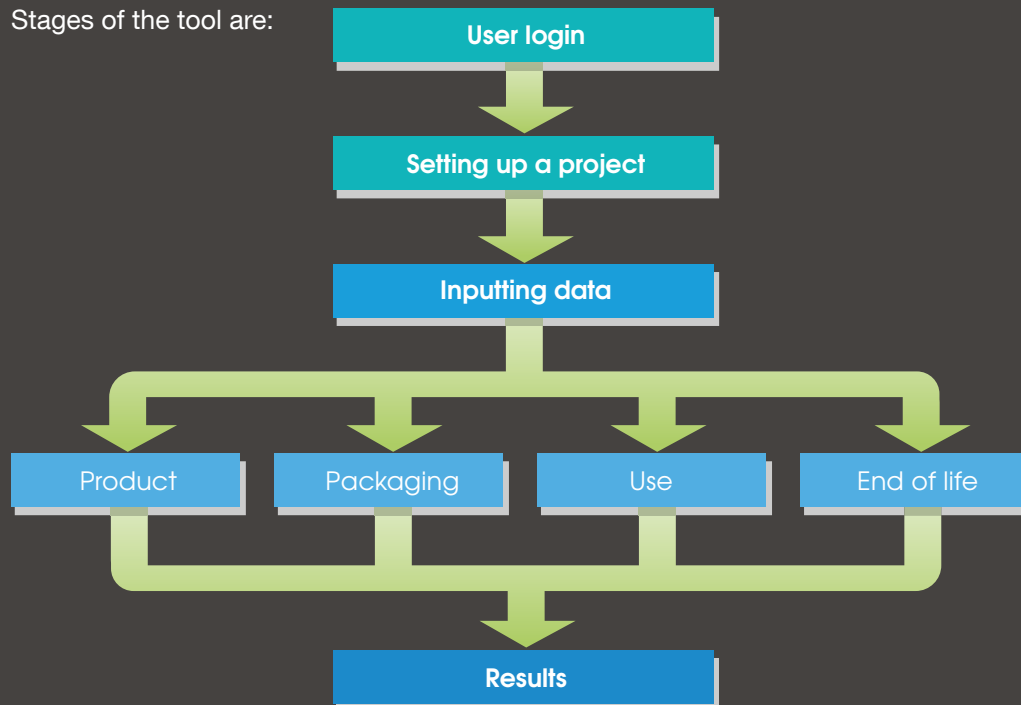 Stages of the tool are:
User login
Setting up a project
Inputting data
Product
Packaging
Use
End of life
Results